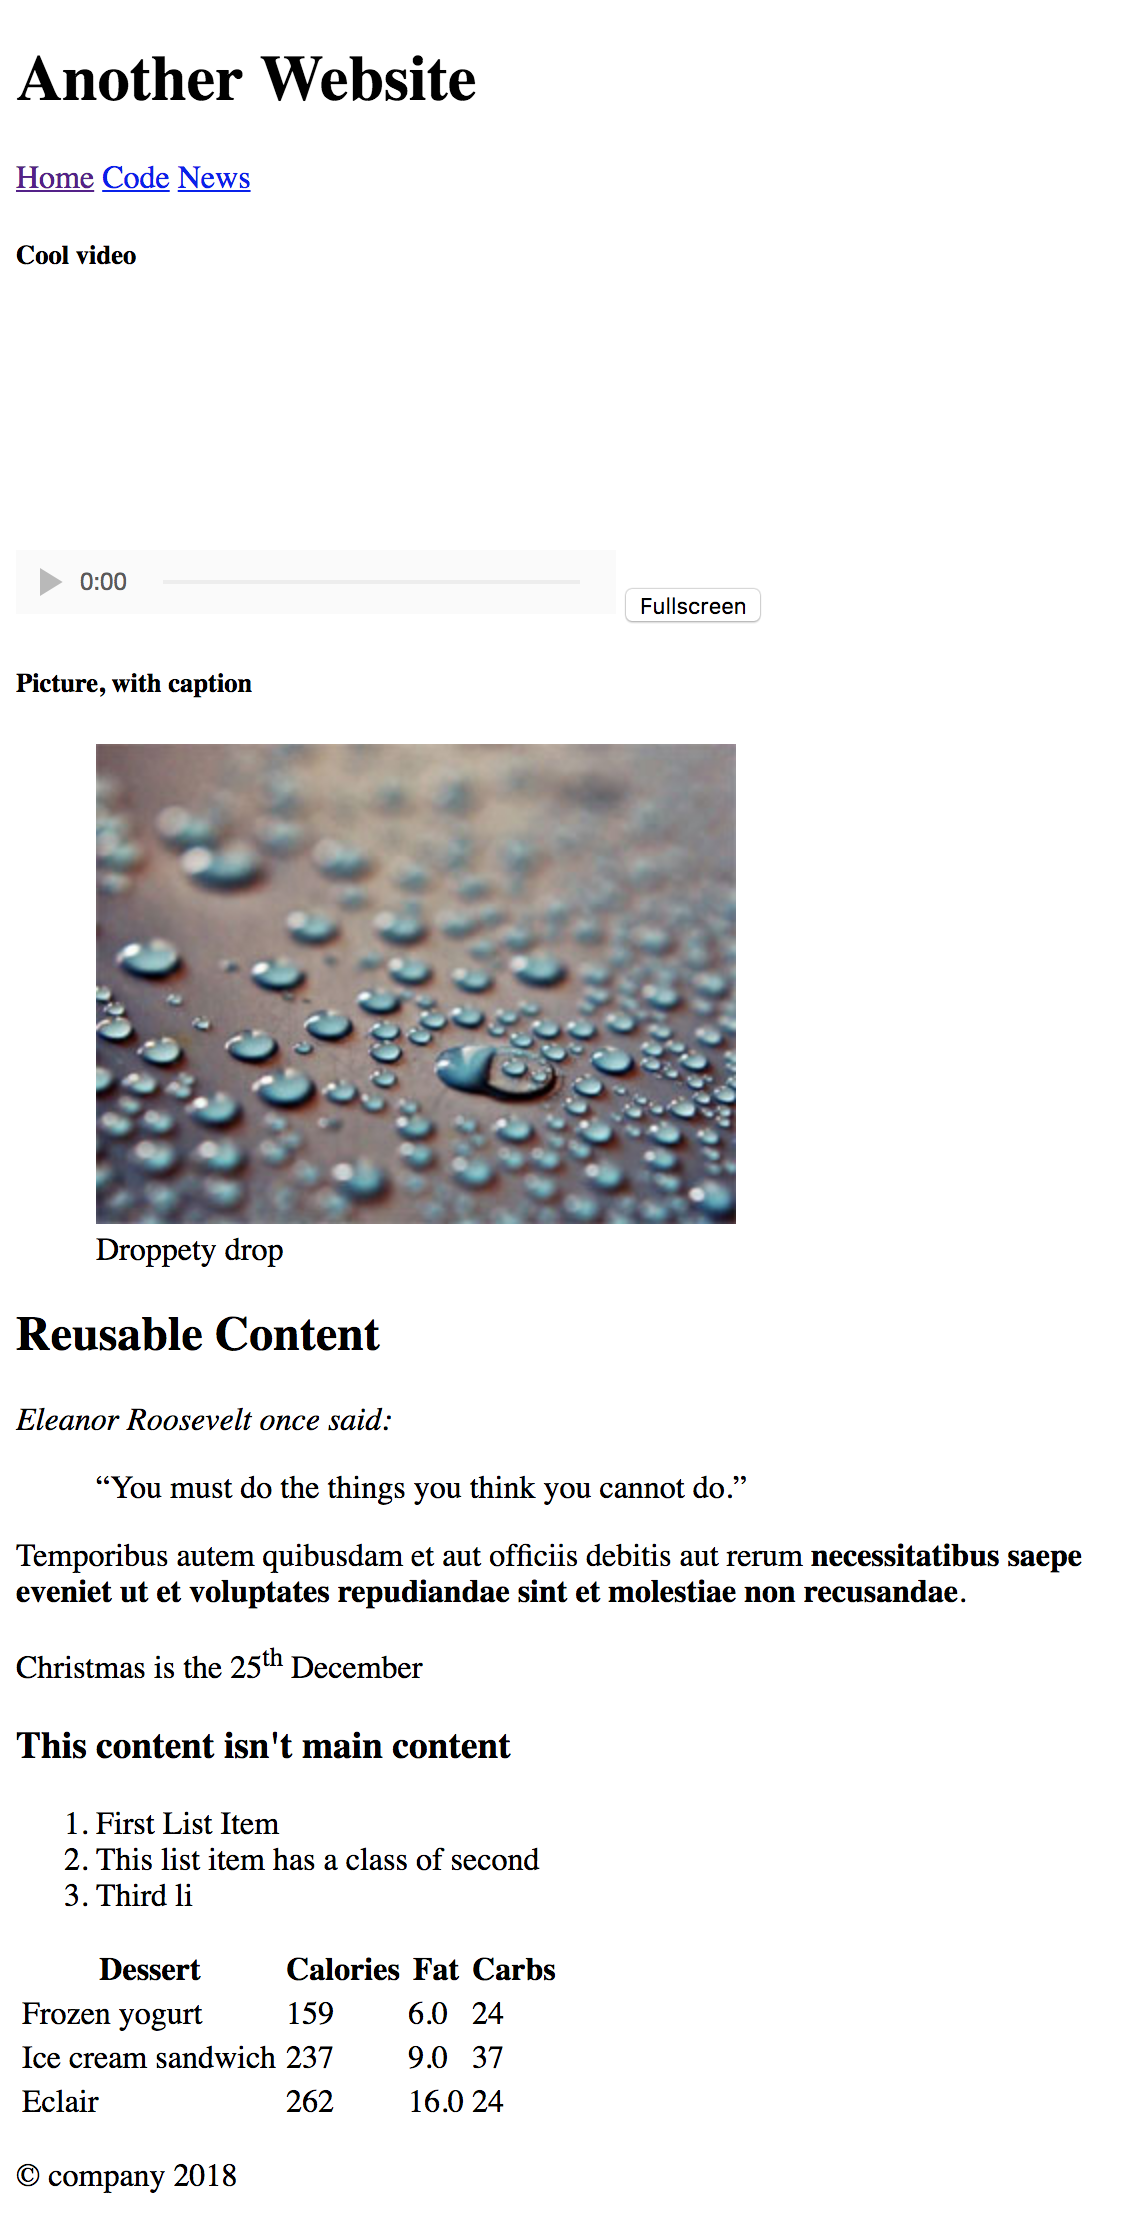 Another Website
Home Code News
Cool video
0:00
Fullscreen
Picture, with caption
Droppety drop
Reusable Content
Eleanor Roosevelt once said:
“You must do the things you think you cannot do.”
Temporibus autem quibusdam et aut officiis debitis aut rerum necessitatibus saepe
eveniet ut et voluptates repudiandae sint et molestiae non recusandae.
Christmas is the 25th December
This content isn't main content
1. First List Item
2. This list item has a class of second
3. Third li
Dessert Calories Fat Carbs
Frozen yogurt 159 6.0 24
Ice cream sandwich 237 9.0 37
Eclair 262 16.0 24
© company 2018